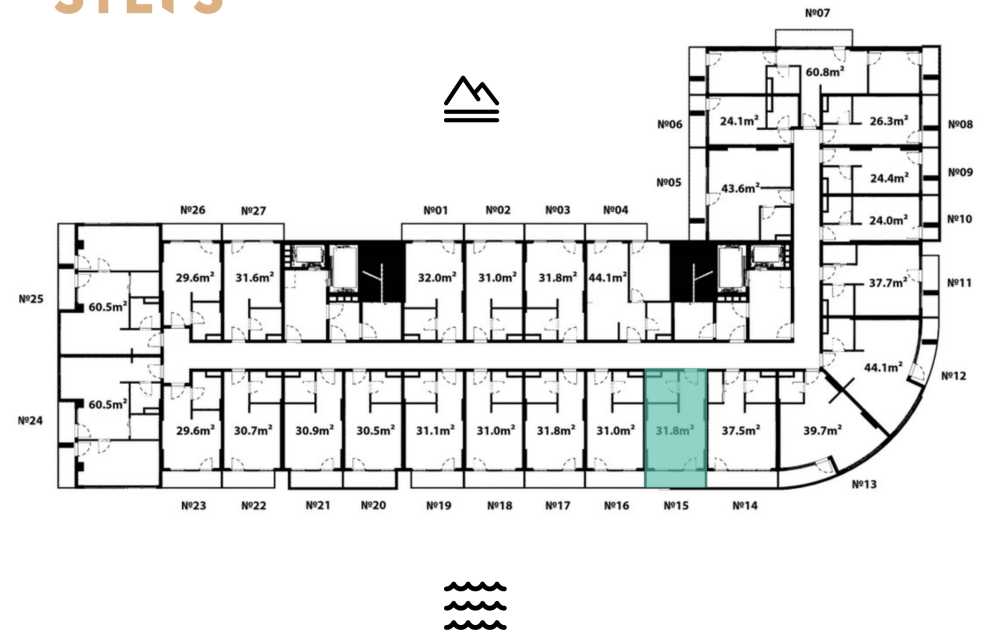 STEPS
№07
60.8m²
№06
24.1m²
26.3m²
№08
№05
43.6m²
24.4m²
№09
24.0m²
№10
№26
№27
№01
№02
№03
№04
29.6m²
31.6m²
32.0m²
31.0m²
31.8m²
44.1m²
37.7m²
№11
№25
60.5m²
44.1m²
№12
№24
60.5m²
29.6m²
30.7m²
30.9m²
30.5m²
31.1m²
31.0m²
31.8m²
31.0m²
31.8m²
37.5m²
39.7m²
№13
№23
№22
№21
№20
№19
№18
№17
№16
№15
№14